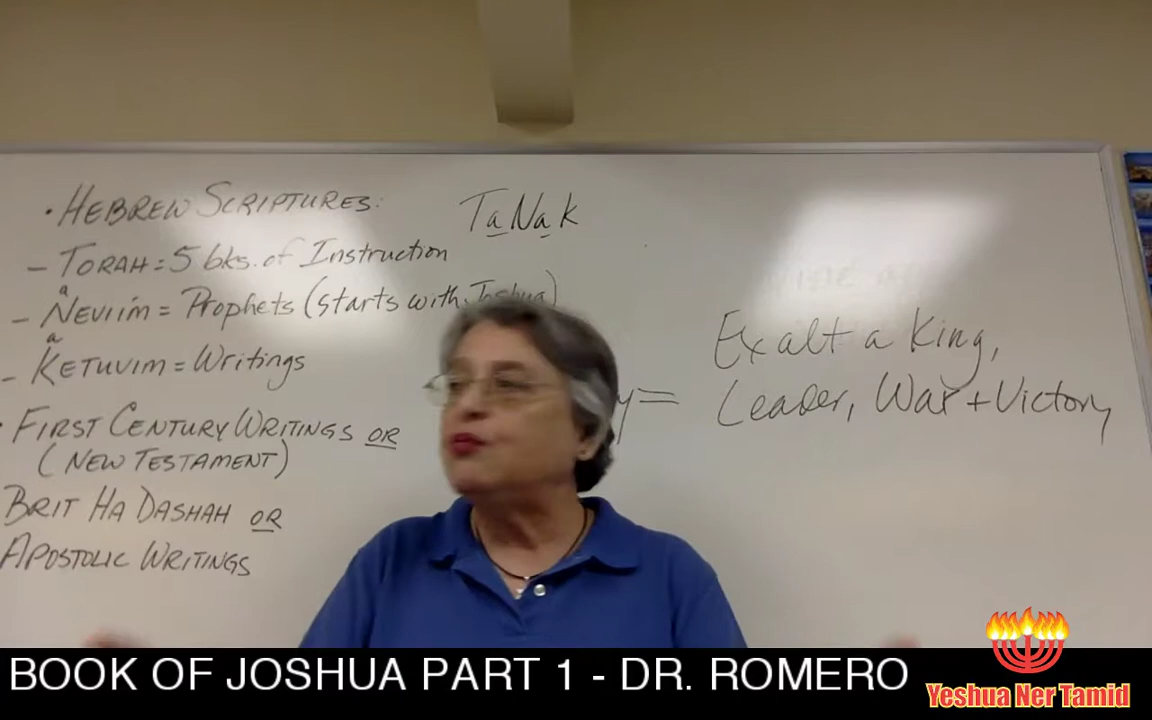 • HEBREW SCRIPTURES:
TaNak
- TORAH = 5 bks. of Instruction
a
- NEVIIM = Prophets (starts with Joshua)
a
- KETUVIM = Writings
• FIRST CENTURY WRITINGS OR
(NEW TESTAMENT)
BRIT HA DASHAH OR
APOSTOLIC WRITINGS
y = Exalt a King,
Leader, War + Victory
BOOK OF JOSHUA PART 1 - DR. ROMERO
Yeshua Ner Tamid